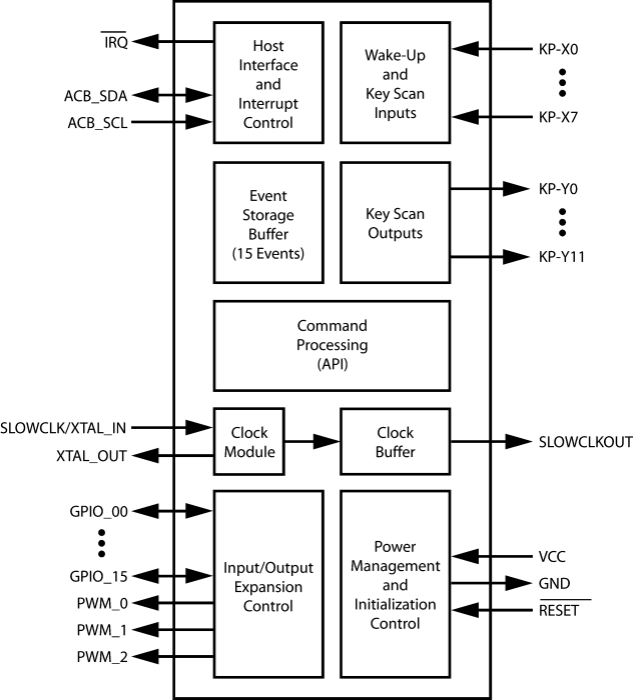 IRQ
ACB_SDA
ACB_SCL
Host
Interface
and
Interrupt
Control
Wake-Up
and
Key Scan
Inputs
KP-X0
KP-X7
Event
Storage
Buffer
(15 Events)
Key Scan
Outputs
KP-Y0
KP-Y11
Command
Processing
(API)
SLOWCLK/XTAL_IN
XTAL_OUT
Clock
Module
Clock
Buffer
SLOWCLKOUT
GPIO_00
GPIO_15
PWM_0
PWM_1
PWM_2
Input/Output
Expansion
Control
Power
Management
and
Initialization
Control
VCC
GND
RESET